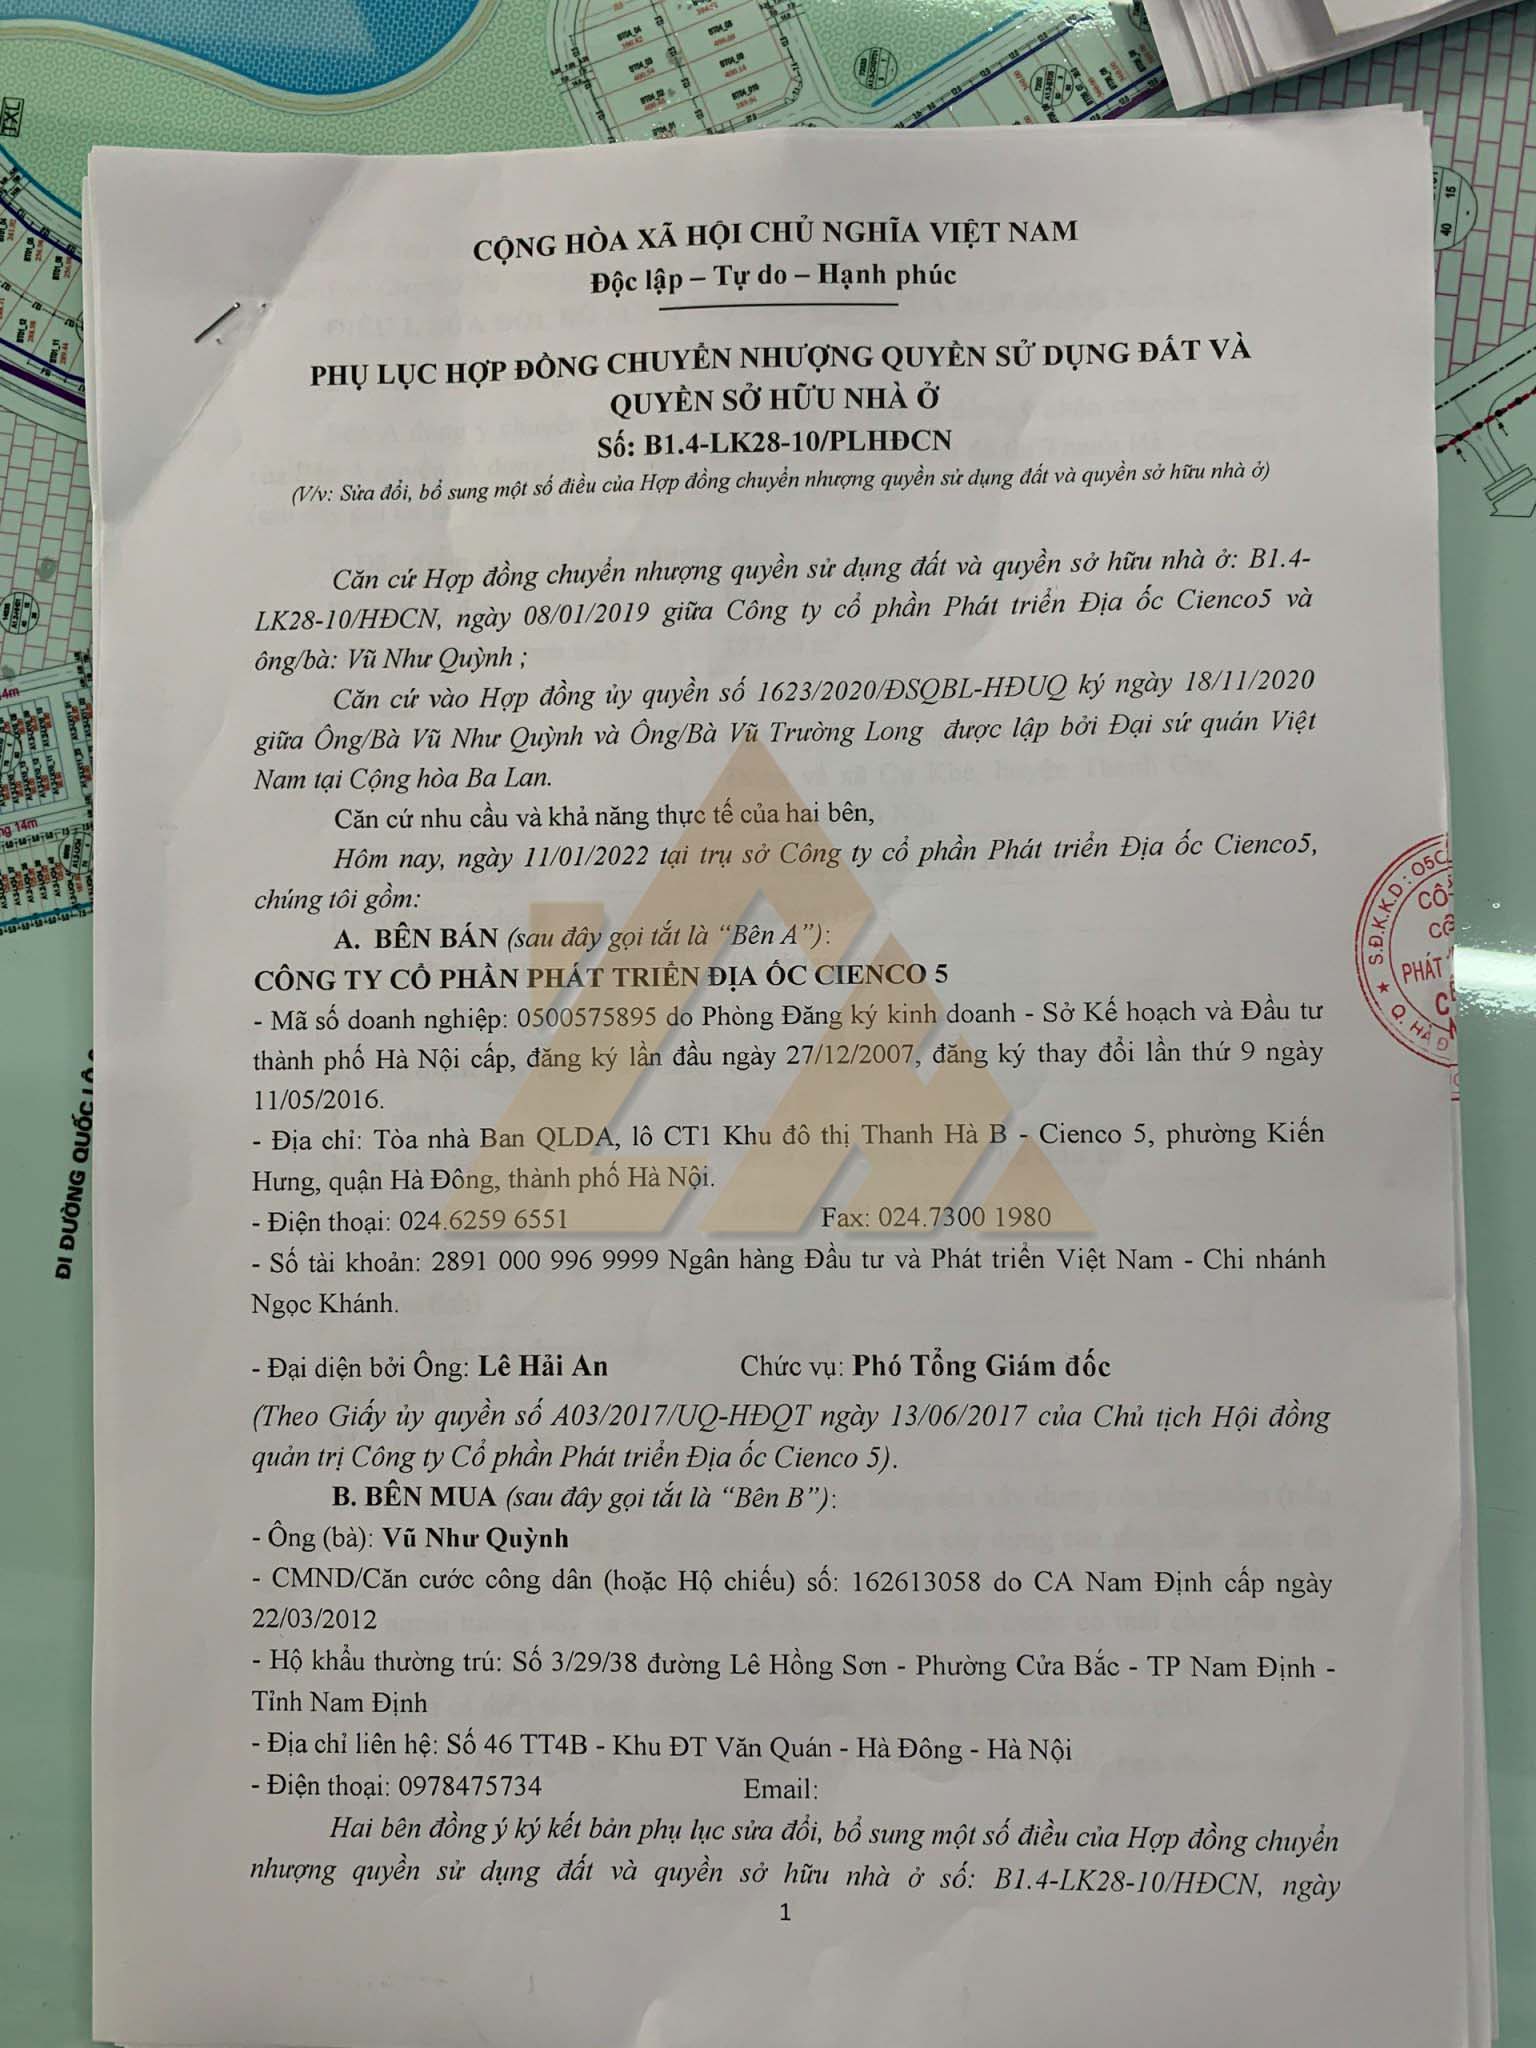 CỘNG HÒA XÃ HỘI CHỦ NGHĨA VIỆT NAM
Độc lập – Tự do – Hạnh phúc
PHỤ LỤC HỢP ĐỒNG CHUYỂN NHƯỢNG QUYỀN SỬ DỤNG ĐẤT VÀ
QUYỀN SỞ HỮU NHÀ Ở
Số: B1.4-LK28-10/PLHĐCN
(V/v: Sửa đổi, bổ sung một số điều của Hợp đồng chuyển nhượng quyền sử dụng đất và quyền sở hữu nhà ở)
Căn cứ Hợp đồng chuyển nhượng quyền sử dụng đất và quyền sở hữu nhà ở: B1.4-
LK28-10/HĐCN, ngày 08/01/2019 giữa Công ty cổ phần Phát triển Địa ốc Cienco5 và
ông/bà: Vũ Như Quỳnh ;
Căn cứ vào Hợp đồng ủy quyền số 1623/2020/ĐSQBL-HĐUQ ký ngày 18/11/2020
giữa Ông/Bà Vũ Như Quỳnh và Ông/Bà Vũ Trường Long được lập bởi Đại sứ quán Việt
Nam tại Cộng hòa Ba Lan.
Căn cứ nhu cầu và khả năng thực tế của hai bên,
Hôm nay, ngày 11/01/2022 tại trụ sở Công ty cổ phần Phát triển Địa ốc Cienco5,
chúng tôi gồm:
A. BÊN BÁN (sau đây gọi tắt là “Bên A”):
CÔNG TY CỔ PHẦN PHÁT TRIỂN ĐỊA ỐC CIENCO 5
- Mã số doanh nghiệp: 0500575895 do Phòng Đăng ký kinh doanh - Sở Kế hoạch và Đầu tư
thành phố Hà Nội cấp, đăng ký lần đầu ngày 27/12/2007, đăng ký thay đổi lần thứ 9 ngày
11/05/2016.
- Địa chỉ: Tòa nhà Ban QLDA, lô CT1 Khu đô thị Thanh Hà B - Cienco 5, phường Kiến
Hưng, quận Hà Đông, thành phố Hà Nội.
- Điện thoại: 024.6259 6551 Fax: 024.7300 1980
- Số tài khoản: 2891 000 996 9999 Ngân hàng Đầu tư và Phát triển Việt Nam - Chi nhánh
Ngọc Khánh.
- Đại diện bởi Ông: Lê Hải An Chức vụ: Phó Tổng Giám đốc
(Theo Giấy ủy quyền số A03/2017/UQ-HĐQT ngày 13/06/2017 của Chủ tịch Hội đồng
quản trị Công ty Cổ phần Phát triển Địa ốc Cienco 5).
B. BÊN MUA (sau đây gọi tắt là “Bên B”):
- Ông (bà): Vũ Như Quỳnh
- CMND/Căn cước công dân (hoặc Hộ chiếu) số: 162613058 do CA Nam Định cấp ngày
22/03/2012
- Hộ khẩu thường trú: Số 3/29/38 đường Lê Hồng Sơn - Phường Cửa Bắc - TP Nam Định -
Tỉnh Nam Định
- Địa chỉ liên hệ: Số 46 TT4B - Khu ĐT Văn Quán - Hà Đông - Hà Nội
- Điện thoại: 0978475734 Email:
Hai bên đồng ý ký kết bản phụ lục sửa đổi, bổ sung một số điều của Hợp đồng chuyển
nhượng quyền sử dụng đất và quyền sở hữu nhà ở số: B1.4-LK28-10/HĐCN, ngày
1
ĐI ĐƯỜNG QUỐC LỘ
★ S.Đ.K.K.D: 05C
PHÁT
Q. HÀ Đ